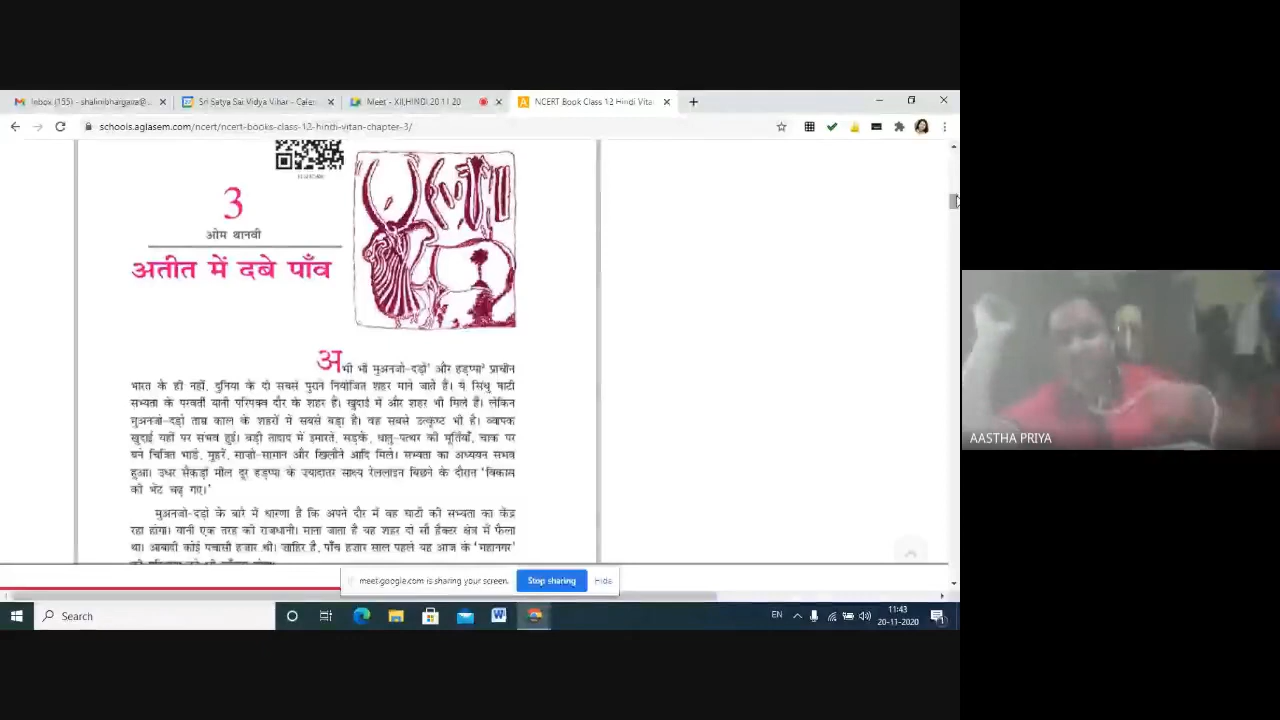 Inbox (155) - shalinibhargava@...
Sri Satya Sai Vidya Vihar - Cale
Meet - XII,HINDI 20 11 20
NCERT Book Class 12 Hindi Vita
schools.aglasem.com/ncert/ncert-books-class-12-hindi-vitan-chapter-3/
3
ओम थानवी
अतीत में दबे पाँव
अभी भी मुअनजो-दड़ो¹ और हड़प्पा² प्राचीन
भारत के ही नहीं, दुनिया के दो सबसे पुराने नियोजित शहर माने जाते हैं। ये सिंधु घाटी
सभ्यता के परवर्ती यानी परिपक्व दौर के शहर हैं। खुदाई में और शहर भी मिले हैं। लेकिन
मुअनजो-दड़ो ताम्र काल के शहरों में सबसे बड़ा है। वह सबसे उत्कृष्ट भी है। व्यापक
खुदाई यहीं पर संभव हुई। बड़ी तादाद में इमारतें, सड़कें, धातु-पत्थर की मूर्तियाँ, चाक पर
बने चित्रित भांडे, मुहरें, साजो-सामान और खिलौने आदि मिले। सभ्यता का अध्ययन संभव
हुआ। उधर सैकड़ों मील दूर हड़प्पा के ज्यादातर साक्ष्य रेललाइन बिछने के दौरान 'विकास
की भेंट चढ़ गए।'
मुअनजो-दड़ो के बारे में धारणा है कि अपने दौर में वह घाटी की सभ्यता का केंद्र
रहा होगा। यानी एक तरह की राजधानी। माना जाता है यह शहर दो सौ हैक्टर क्षेत्र में फैला
था। आबादी कोई पचासी हजार थी। जाहिर है, पाँच हजार साल पहले यह आज के 'महानगर'
meet.google.com is sharing your screen.
Stop sharing
Hide
AASTHA PRIYA
Search
EN
11:43
20-11-2020